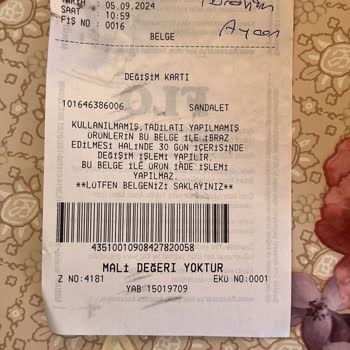 TARİH : 05.09.2024
SAAT : 10:59
FİŞ NO : 0016
Aycan
BELGE
DEĞİŞİM KARTI
101646386006 SANDALET
KULLANILMAMIŞ,TADİLATI YAPILMAMIŞ
ÜRÜNLERİN BU BELGE İLE İBRAZ
EDİLMESİ HALİNDE 30 GÜN İÇERİSİNDE
DEĞİŞİM İŞLEMİ YAPILIR.
BU BELGE İLE ÜRÜN İADE İŞLEMİ
YAPILMAZ.
**LÜTFEN BELGENİZİ SAKLAYINIZ**
43510010908427820058
MALİ DEĞERİ YOKTUR
Z NO:4181 EKÜ NO:0001
YAB 15019709